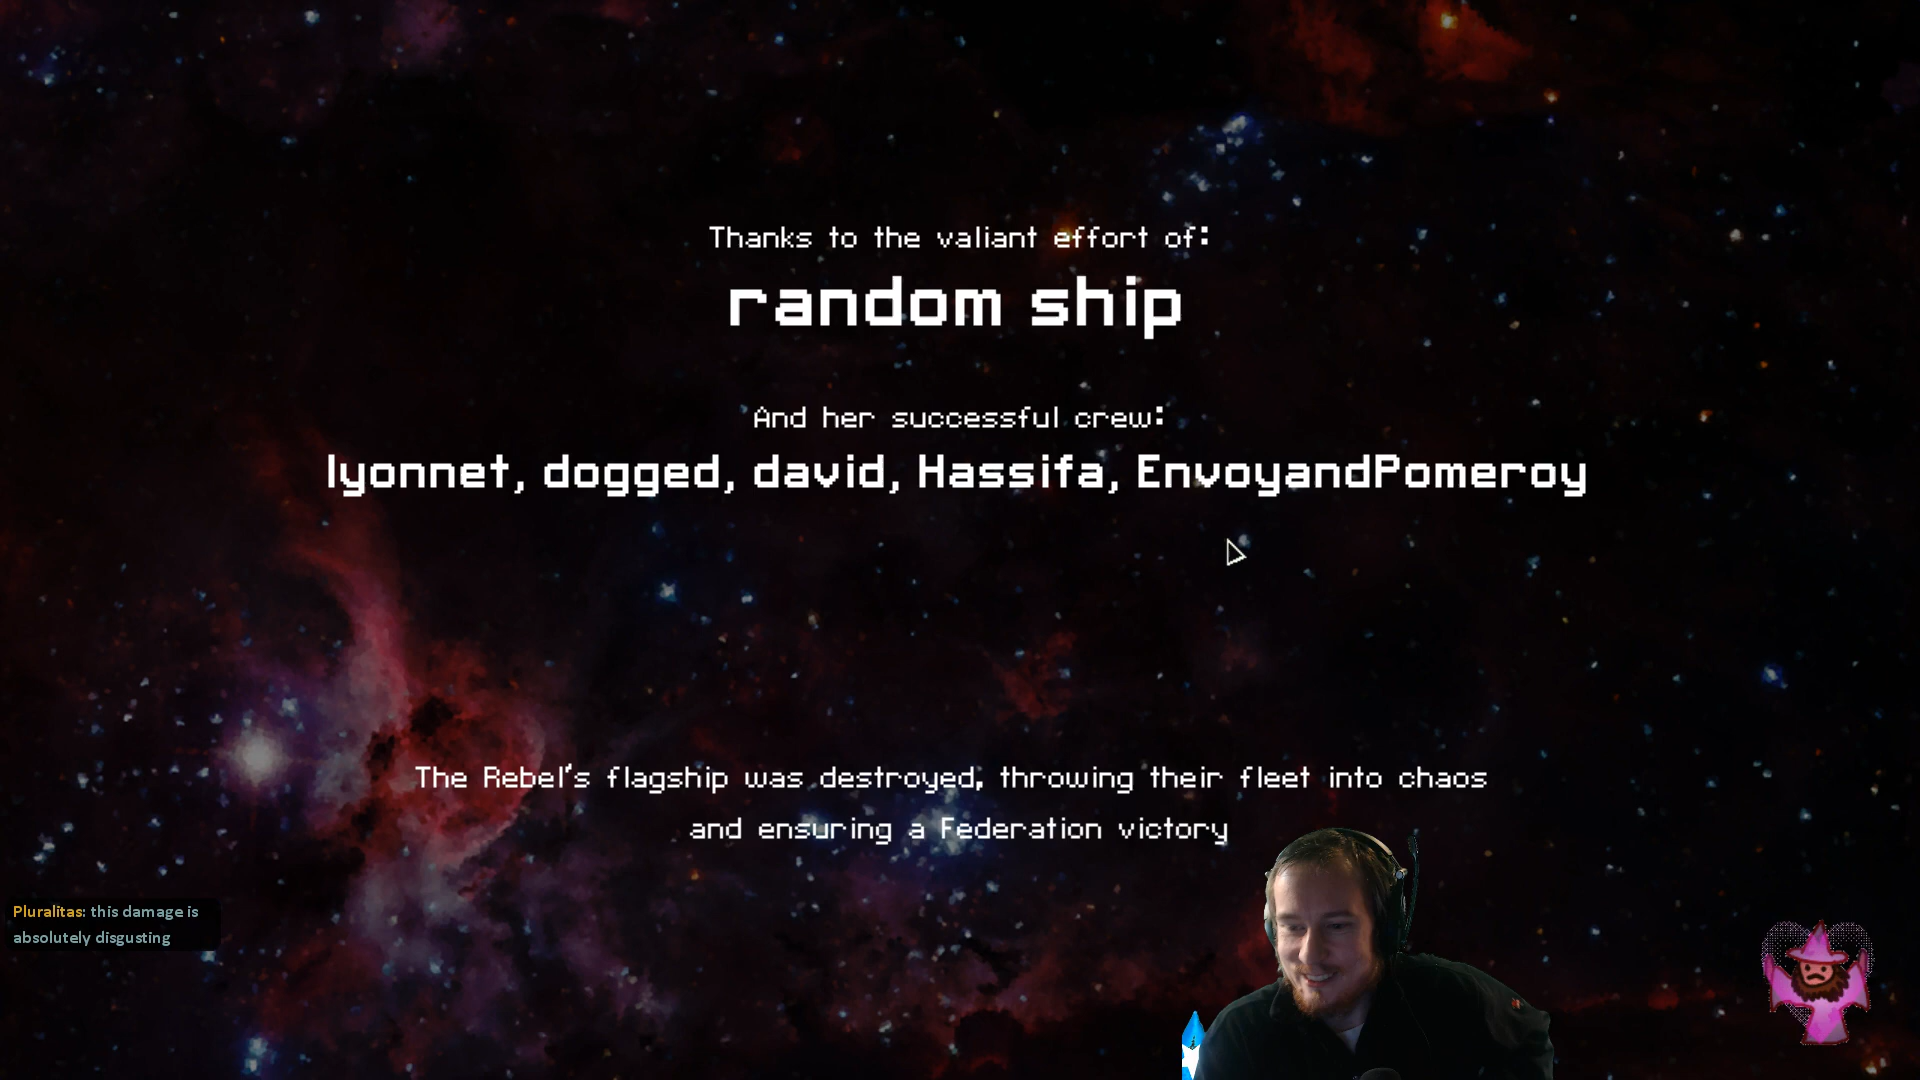 Thanks to the valiant effort of:
random ship
And her successful crew:
lyonnet, dogged, david, Hassifa, EnvoyandPomeroy
The Rebel's flagship was destroyed, throwing their fleet into chaos
and ensuring a Federation victory
Pluralitas: this damage is
absolutely disgusting